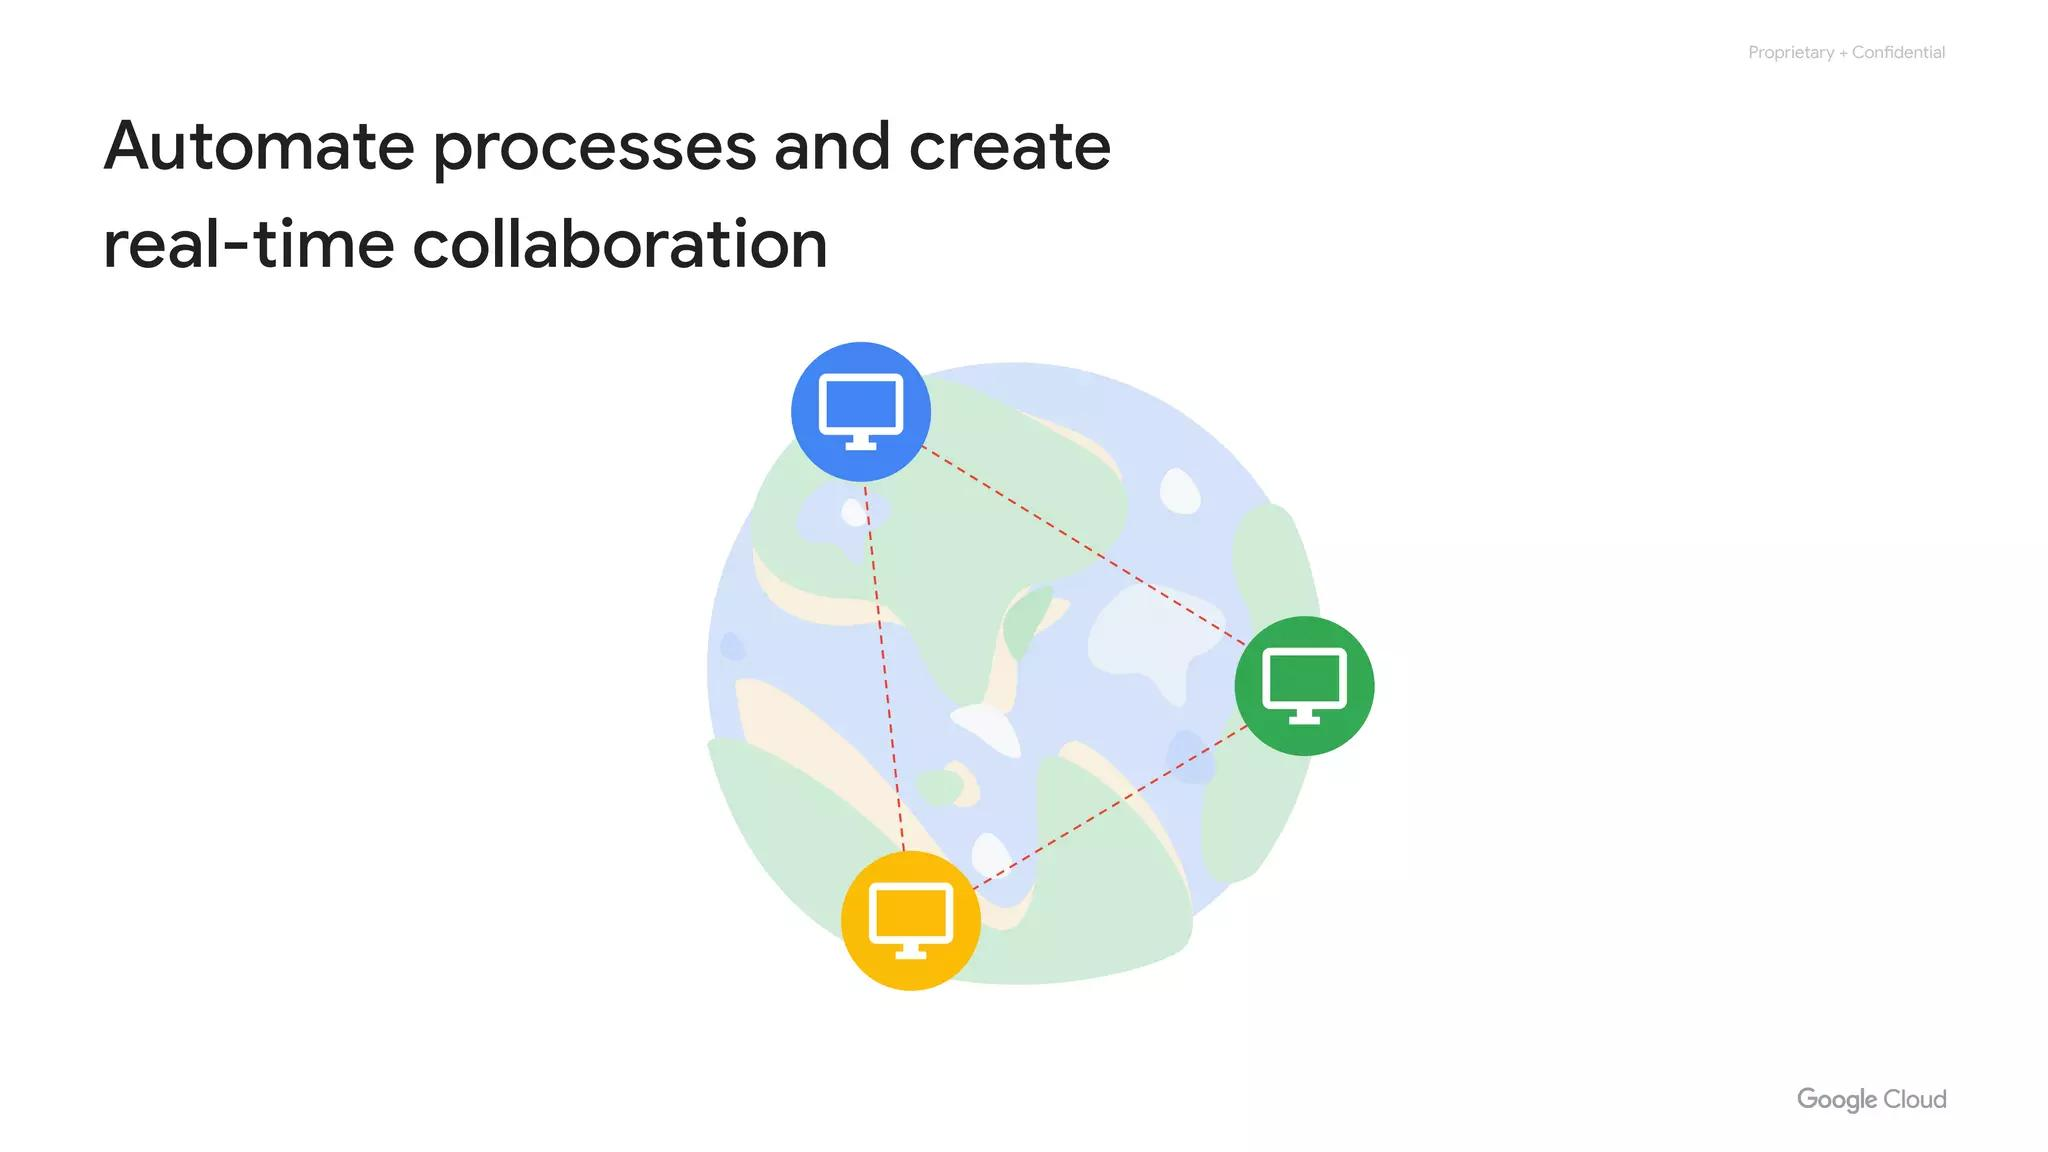 Proprietary + Confidential
Automate processes and create
real-time collaboration
Google Cloud